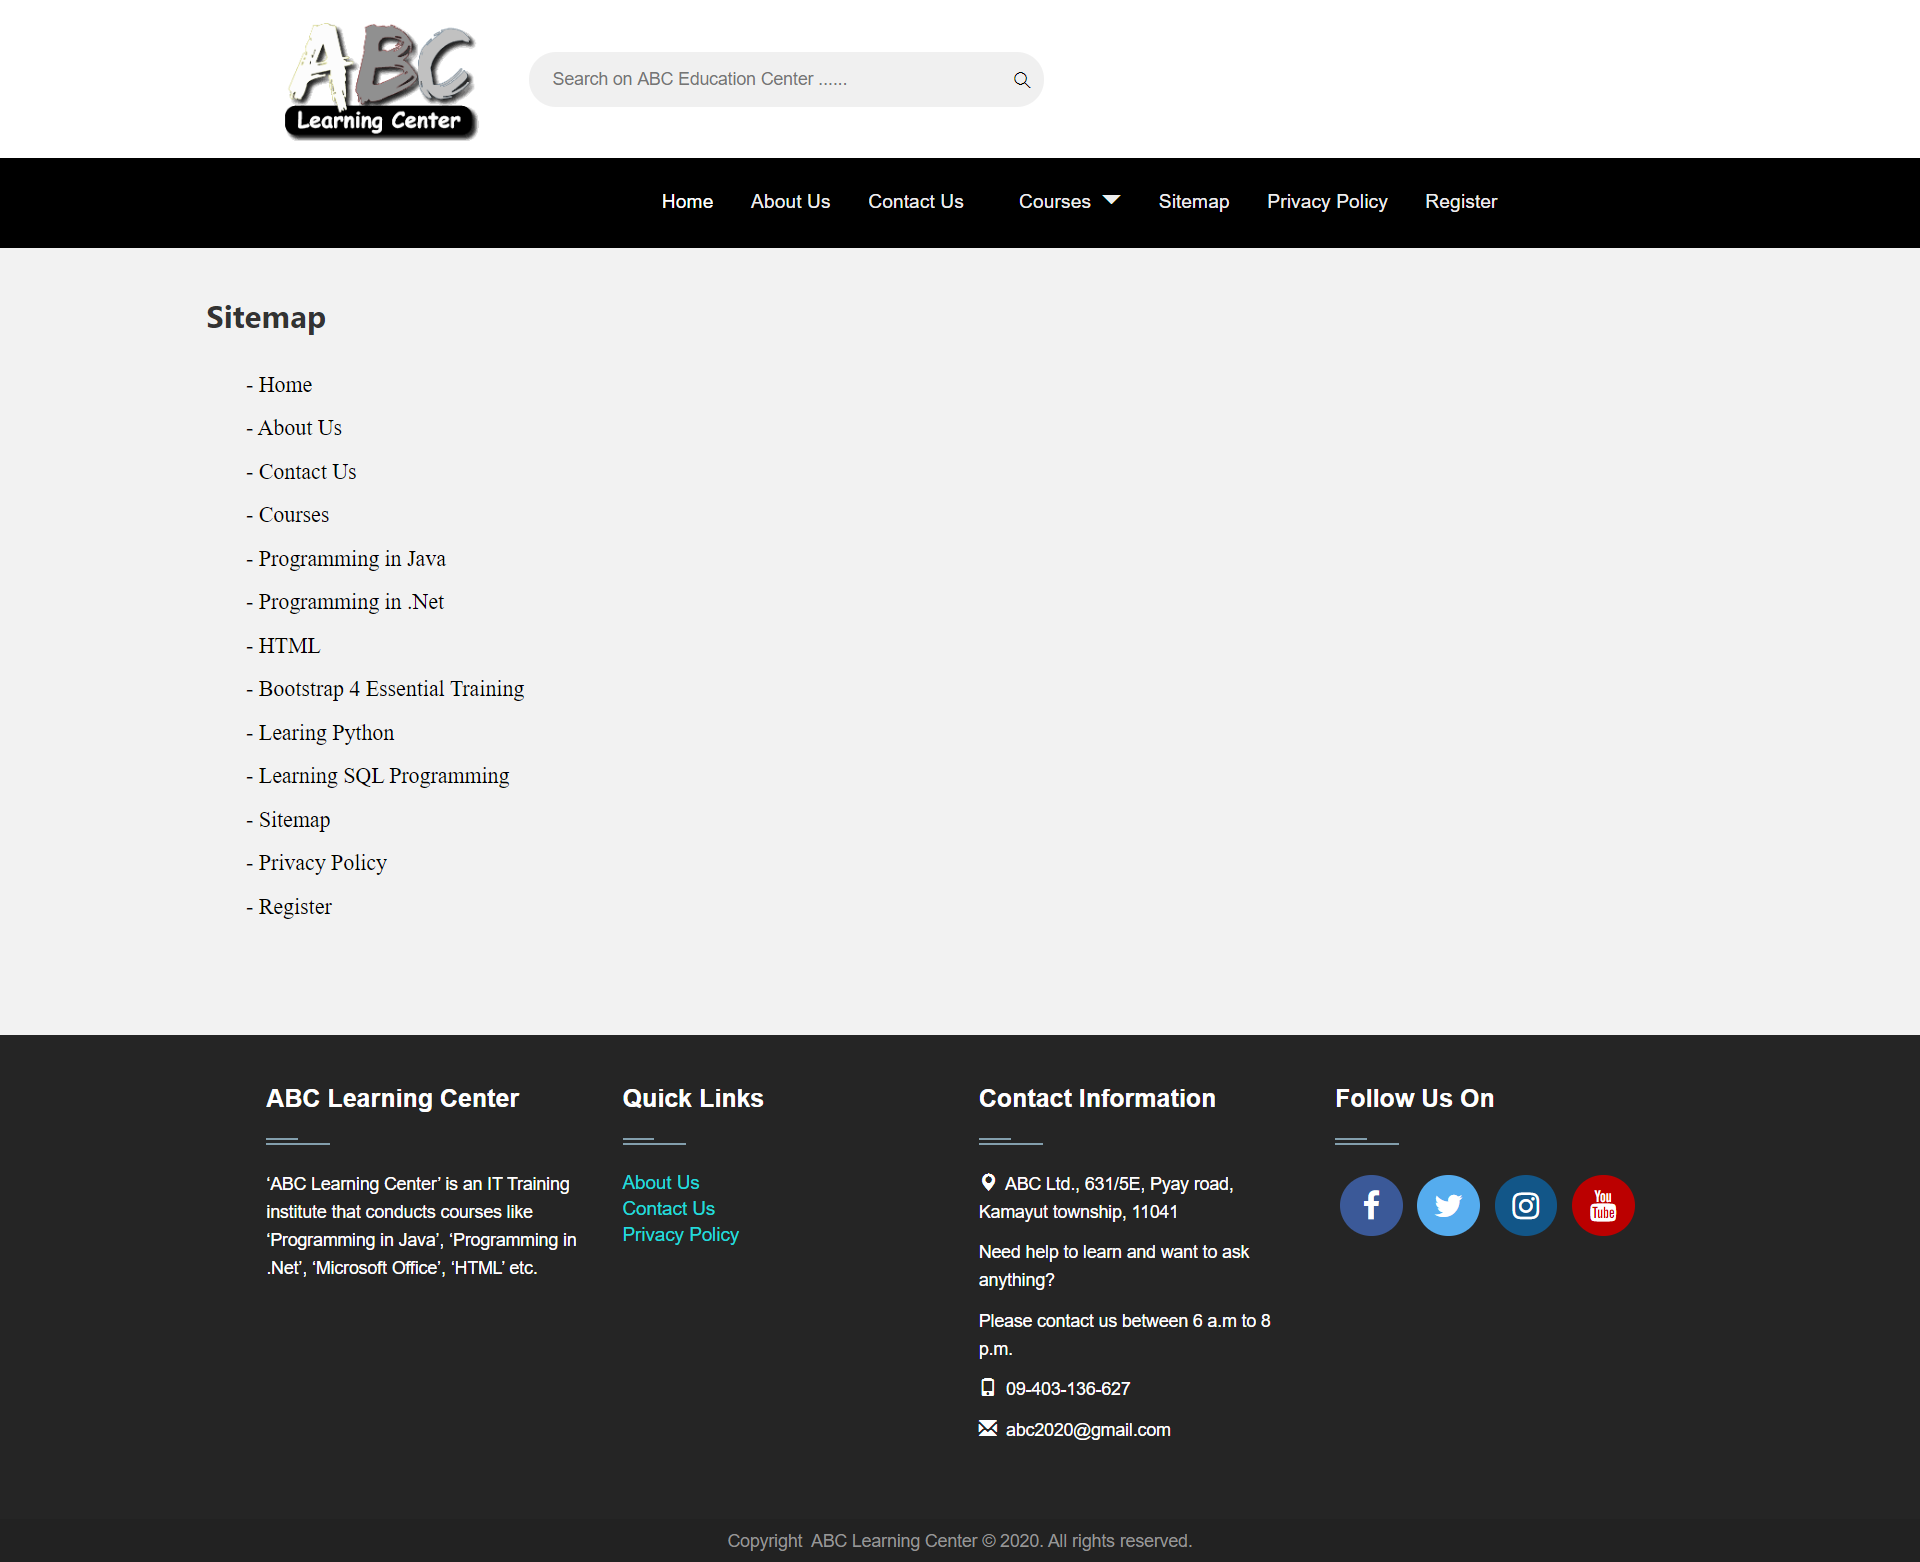 ABC
Learning Center
Search on ABC Education Center ......
Home About Us Contact Us Courses Sitemap Privacy Policy Register
Sitemap
- Home
- About Us
- Contact Us
- Courses
- Programming in Java
- Programming in .Net
- HTML
- Bootstrap 4 Essential Training
- Learing Python
- Learning SQL Programming
- Sitemap
- Privacy Policy
- Register
ABC Learning Center
‘ABC Learning Center’ is an IT Training
institute that conducts courses like
‘Programming in Java’, ‘Programming in
.Net’, ‘Microsoft Office’, ‘HTML’ etc.
Quick Links
About Us
Contact Us
Privacy Policy
Contact Information
ABC Ltd., 631/5E, Pyay road,
Kamayut township, 11041
Need help to learn and want to ask
anything?
Please contact us between 6 a.m to 8
p.m.
09-403-136-627
abc2020@gmail.com
Follow Us On
You
Tube
Copyright  ABC Learning Center © 2020. All rights reserved.